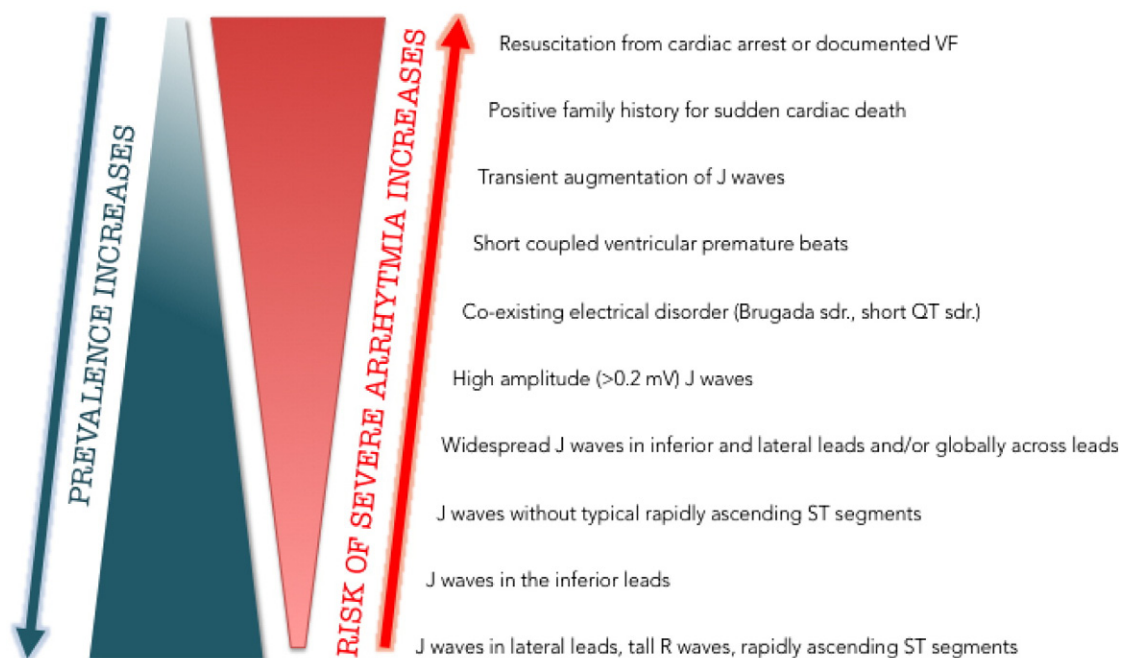 PREVALENCE INCREASES
RISK OF SEVERE ARRHYTMIA INCREASES
Resuscitation from cardiac arrest or documented VF
Positive family history for sudden cardiac death
Transient augmentation of J waves
Short coupled ventricular premature beats
Co-existing electrical disorder (Brugada sdr., short QT sdr.)
High amplitude (>0.2 mV) J waves
Widespread J waves in inferior and lateral leads and/or globally across leads
J waves without typical rapidly ascending ST segments
J waves in the inferior leads
J waves in lateral leads, tall R waves, rapidly ascending ST segments